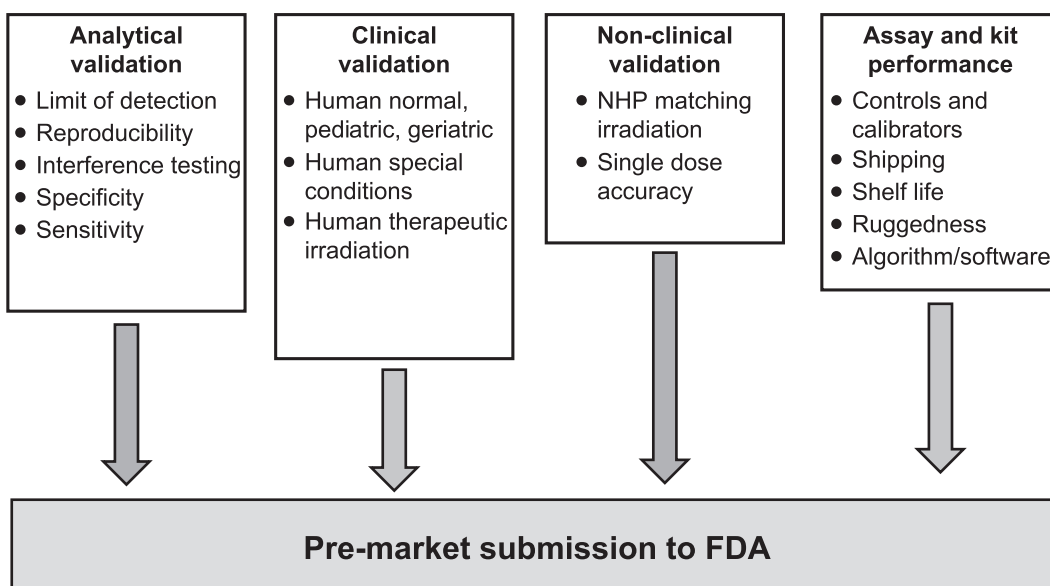 Analytical
validation
• Limit of detection
• Reproducibility
• Interference testing
• Specificity
• Sensitivity
Clinical
validation
• Human normal,
pediatric, geriatric
• Human special
conditions
• Human therapeutic
irradiation
Non-clinical
validation
• NHP matching
irradiation
• Single dose
accuracy
Assay and kit
performance
• Controls and
calibrators
• Shipping
• Shelf life
• Ruggedness
• Algorithm/software
Pre-market submission to FDA